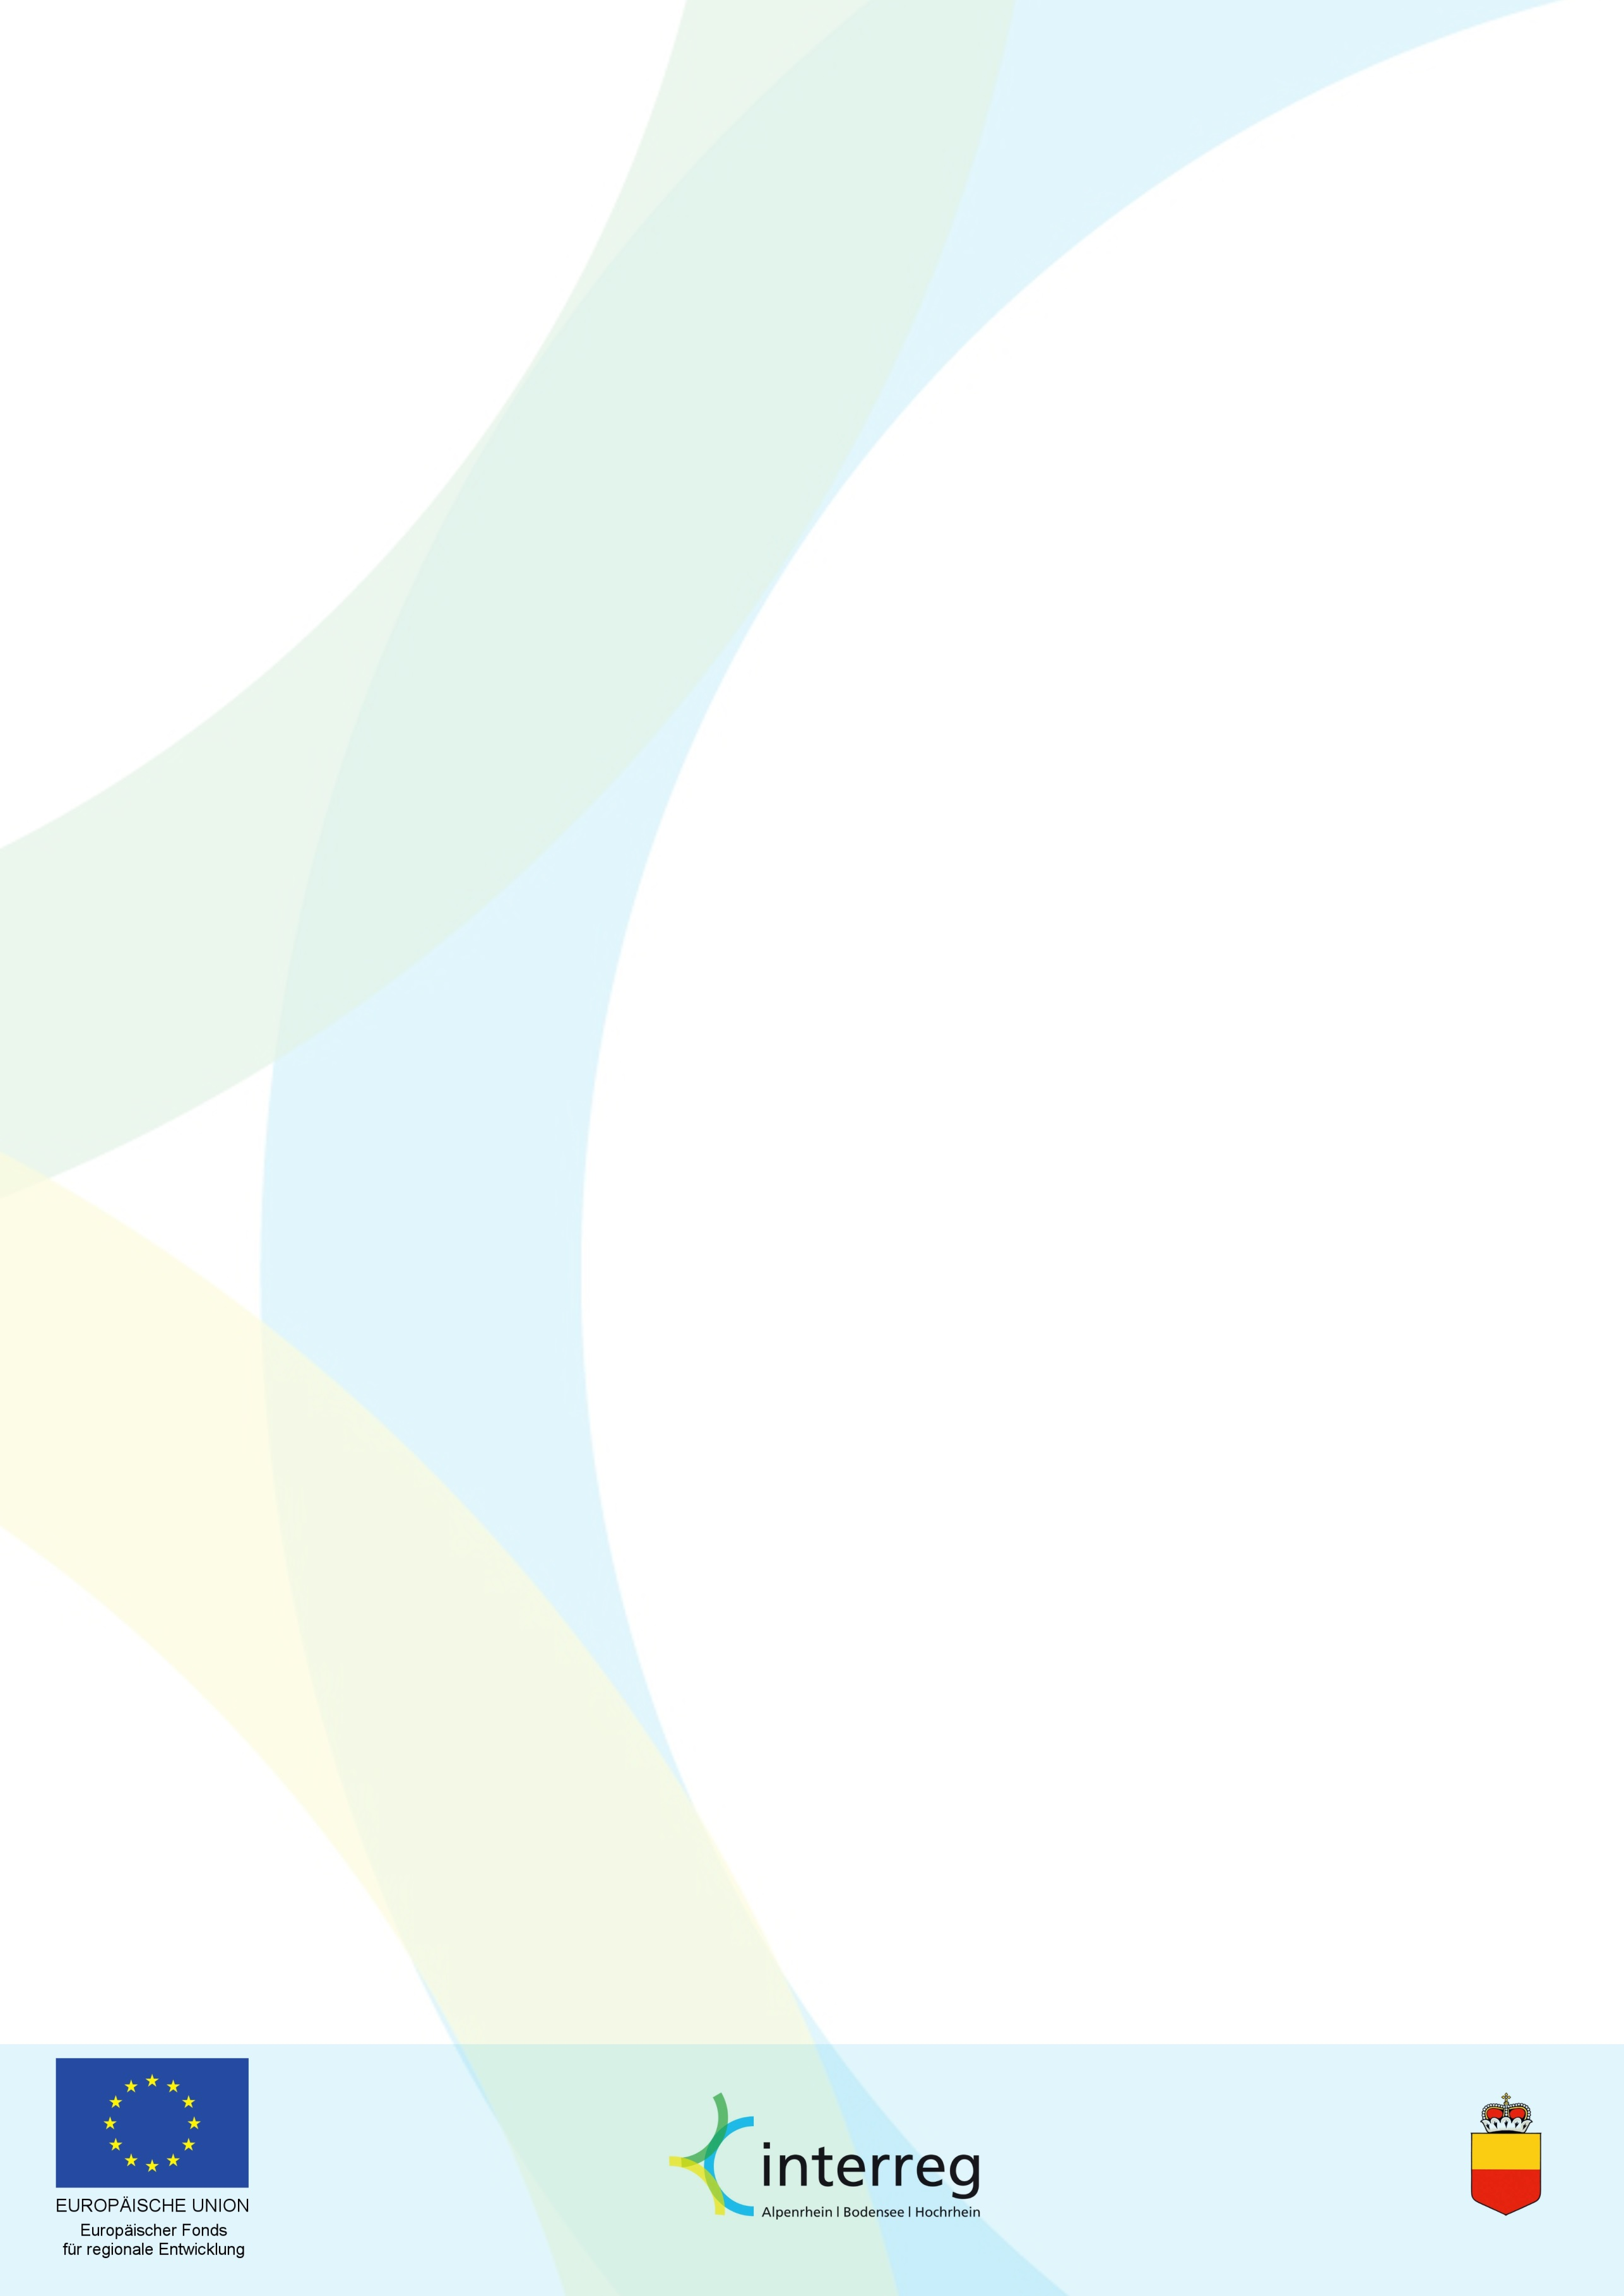 EUROPÄISCHE UNION
Europäischer Fonds
für regionale Entwicklung
interreg
Alpenrhein | Bodensee | Hochrhein